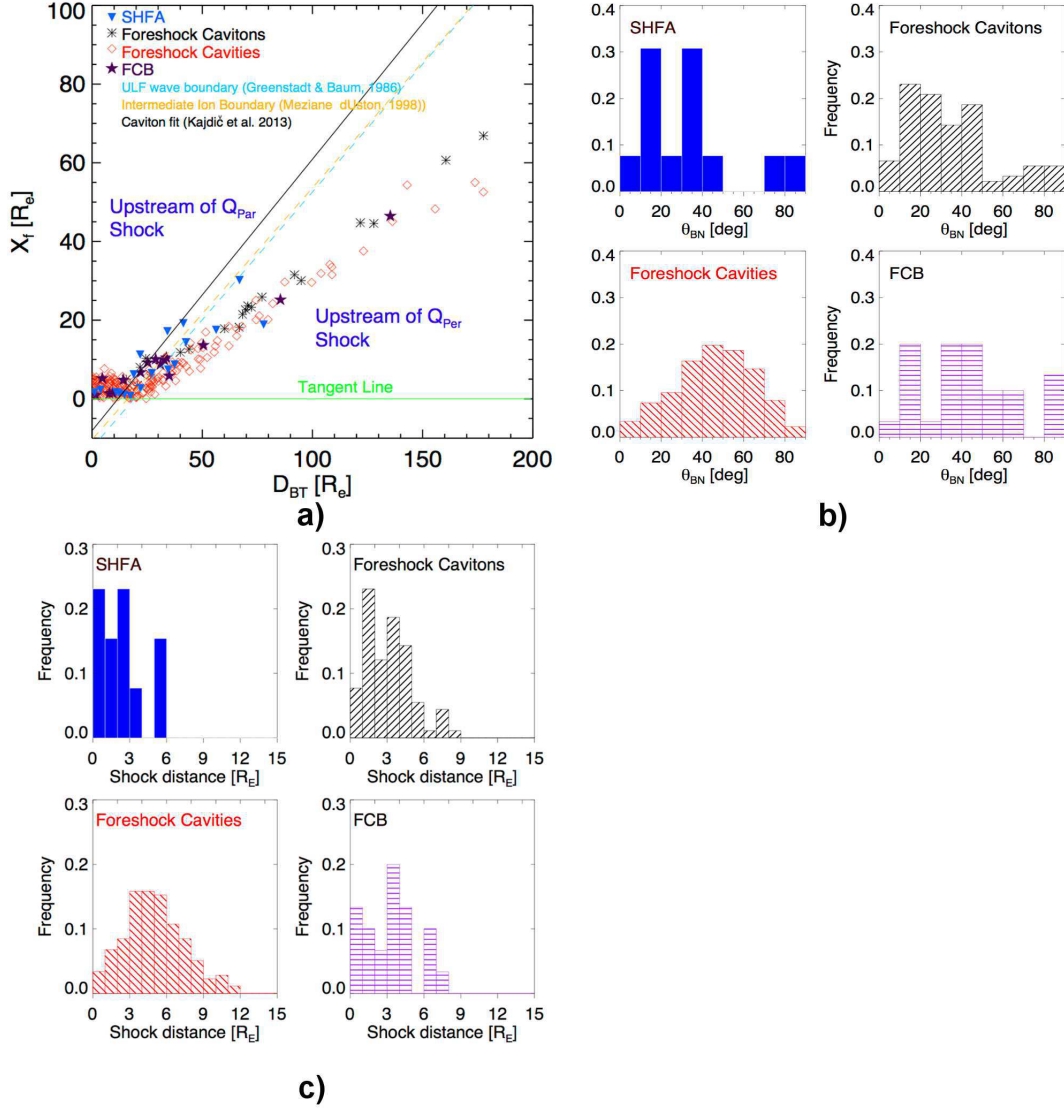 100
80
60
40
20
0
X_f [R_e]
SHFA
Foreshock Cavitons
Foreshock Cavities
FCB
ULF wave boundary (Greenstadt & Baum, 1986)
Intermediate Ion Boundary (Meziane dUston, 1998))
Caviton fit (Kajdič et al. 2013)
Upstream of Q_Par
Shock
Upstream of Q_Per
Shock
Tangent Line
0 50 100 150 200
D_BT [R_e]
a)
SHFA
0.4
0.3
0.2
0.1
0.0
0 20 40 60 80
θ_BN [deg]
Foreshock Cavitons
Frequency
0.4
0.3
0.2
0.1
0.0
0 20 40 60 80
θ_BN [deg]
Foreshock Cavities
0.4
0.3
0.2
0.1
0.0
0 20 40 60 80
θ_BN [deg]
FCB
Frequency
0.4
0.3
0.2
0.1
0.0
0 20 40 60 80
θ_BN [deg]
b)
SHFA
Frequency
0.3
0.2
0.1
0.0
0 3 6 9 12 15
Shock distance [R_E]
Foreshock Cavitons
Frequency
0.3
0.2
0.1
0.0
0 3 6 9 12 15
Shock distance [R_E]
Foreshock Cavities
Frequency
0.3
0.2
0.1
0.0
0 3 6 9 12 15
Shock distance [R_E]
FCB
Frequency
0.3
0.2
0.1
0.0
0 3 6 9 12 15
Shock distance [R_E]
c)